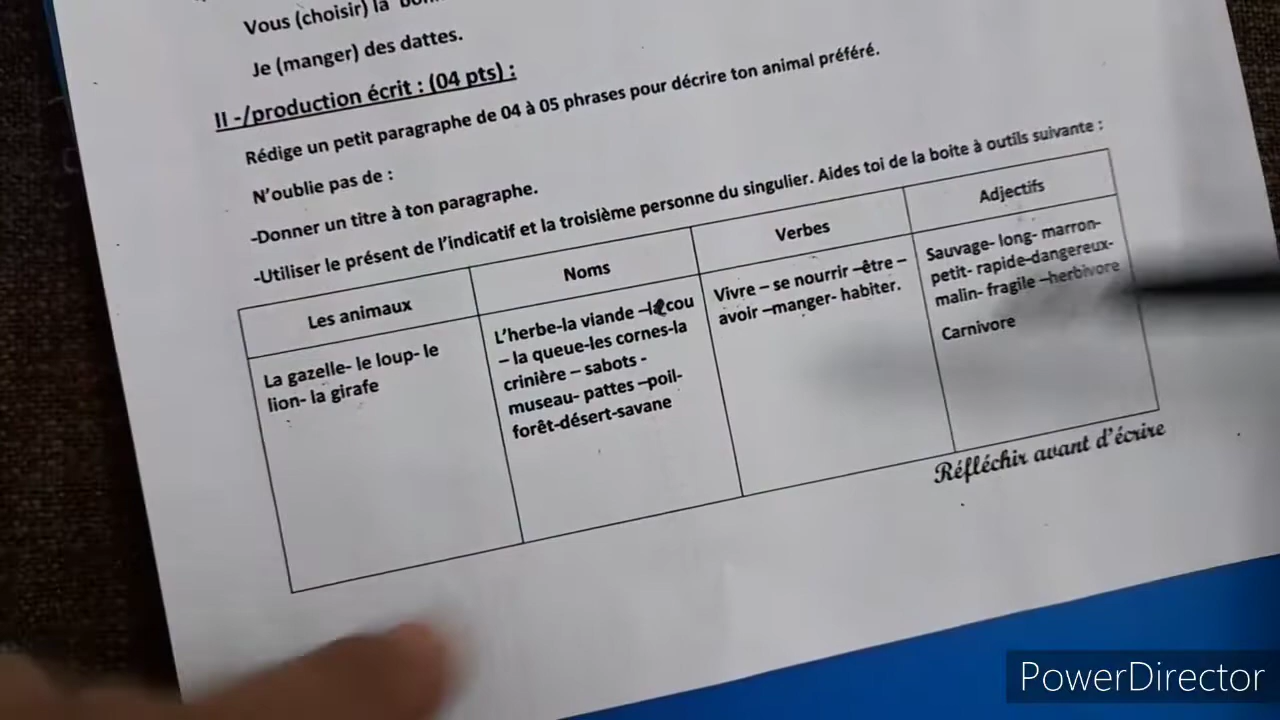 Vous (choisir) la
Je (manger) des dattes.
II -/production écrit : (04 pts) :
Rédige un petit paragraphe de 04 à 05 phrases pour décrire ton animal préféré.
N'oublie pas de :
-Donner un titre à ton paragraphe.
-Utiliser le présent de l'indicatif et la troisième personne du singulier. Aides toi de la boite à outils suivante :
Les animaux
Noms
Verbes
Adjectifs
La gazelle- le loup- le
lion- la girafe
L'herbe-la viande –le cou
– la queue-les cornes-la
crinière – sabots -
museau- pattes –poil-
forêt-désert-savane
Vivre – se nourrir –être –
avoir –manger- habiter.
Sauvage- long- marron-
petit- rapide-dangereux-
malin- fragile –herbivore
Carnivore
Réfléchir avant d'écrire
PowerDirector